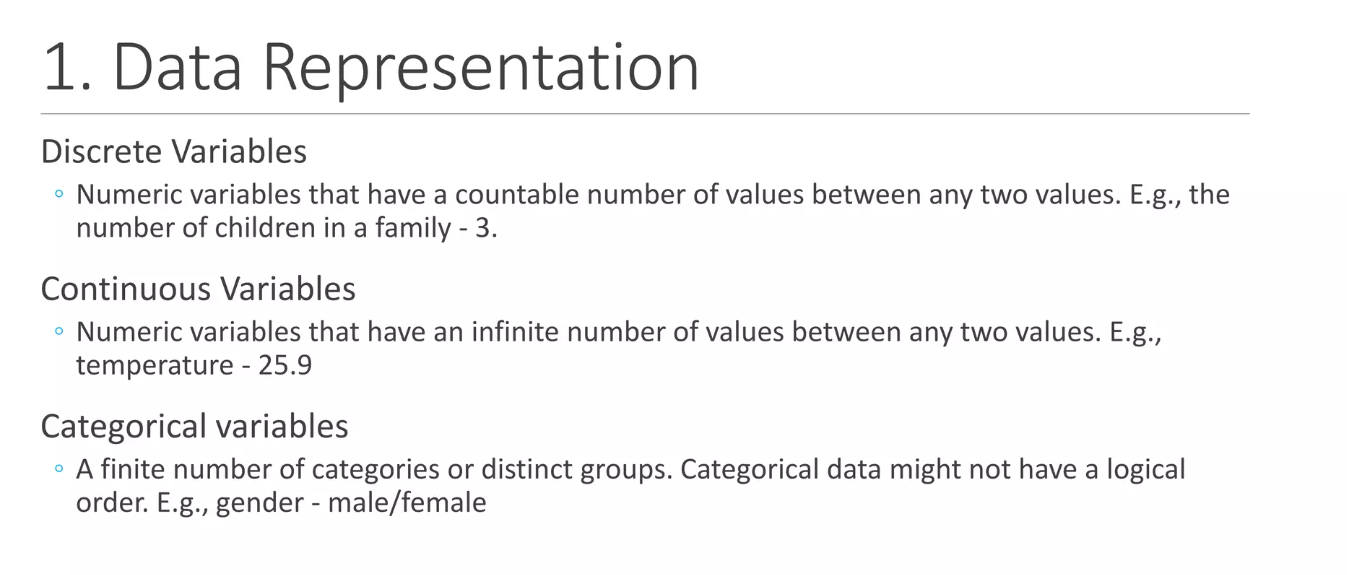 1. Data Representation
Discrete Variables
◦ Numeric variables that have a countable number of values between any two values. E.g., the
number of children in a family - 3.
Continuous Variables
◦ Numeric variables that have an infinite number of values between any two values. E.g.,
temperature - 25.9
Categorical variables
◦ A finite number of categories or distinct groups. Categorical data might not have a logical
order. E.g., gender - male/female